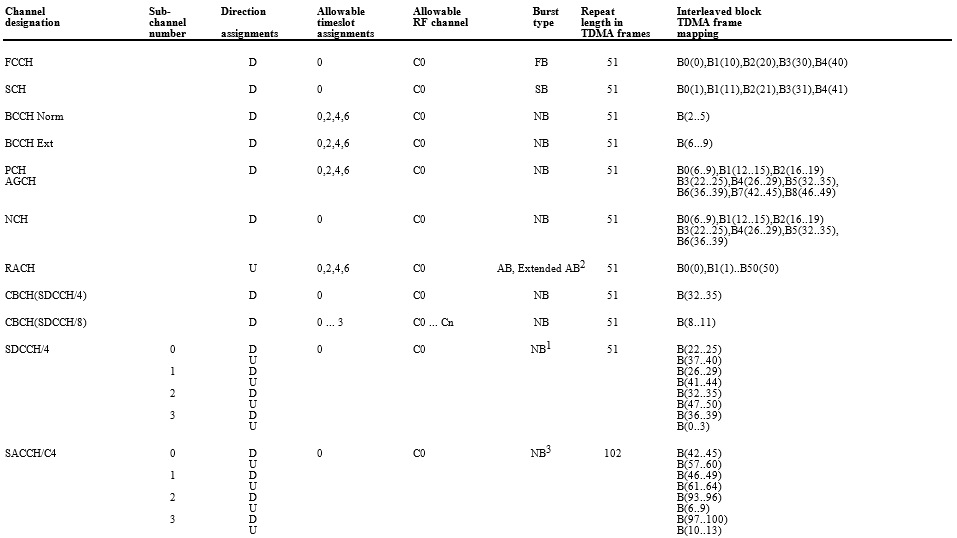 Channel Sub- Direction Allowable Allowable Burst Repeat Interleaved block
designation channel timeslot RF channel type length in TDMA frame
number assignments assignments TDMA frames mapping
FCCH D 0 C0 FB 51 B0(0),B1(10),B2(20),B3(30),B4(40)
SCH D 0 C0 SB 51 B0(1),B1(11),B2(21),B3(31),B4(41)
BCCH Norm D 0,2,4,6 C0 NB 51 B(2..5)
BCCH Ext D 0,2,4,6 C0 NB 51 B(6...9)
PCH D 0,2,4,6 C0 NB 51 B0(6..9),B1(12..15),B2(16..19)
AGCH B3(22..25),B4(26..29),B5(32..35),
B6(36..39),B7(42..45),B8(46..49)
NCH D 0 C0 NB 51 B0(6..9),B1(12..15),B2(16..19)
B3(22..25),B4(26..29),B5(32..35),
B6(36..39)
RACH U 0,2,4,6 C0 AB, Extended AB2 51 B0(0),B1(1)..B50(50)
CBCH(SDCCH/4) D 0 C0 NB 51 B(32..35)
CBCH(SDCCH/8) D 0 ... 3 C0 ... Cn NB 51 B(8..11)
SDCCH/4 0 D 0 C0 NB1 51 B(22..25)
U B(37..40)
1 D B(26..29)
U B(41..44)
2 D B(32..35)
U B(47..50)
3 D B(36..39)
U B(0..3)
SACCH/C4 0 D 0 C0 NB3 102 B(42..45)
U B(57..60)
1 D B(46..49)
U B(61..64)
2 D B(93..96)
U B(6..9)
3 D B(97..100)
U B(10..13)